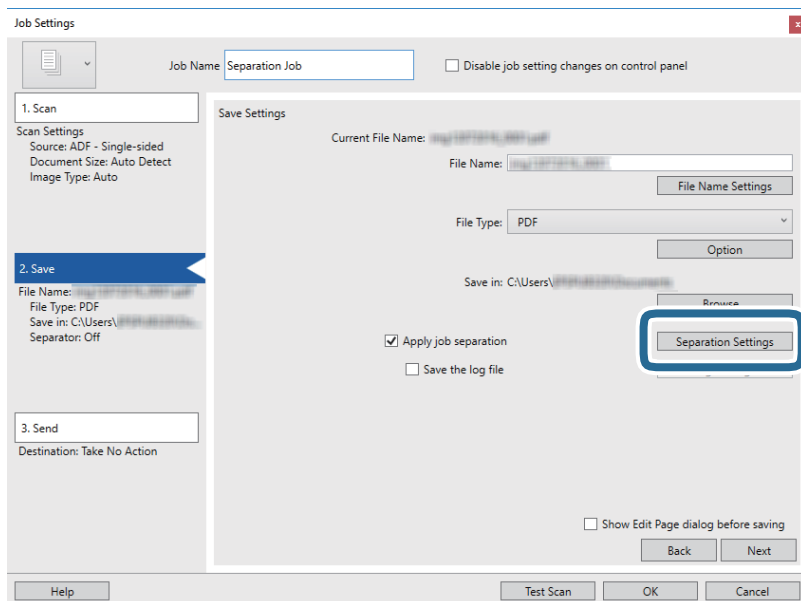 Job Settings
Job Name Separation Job
Disable job setting changes on control panel
1. Scan
Scan Settings
Source: ADF - Single-sided
Document Size: Auto Detect
Image Type: Auto
2. Save
File Name:
File Type: PDF
Save in: C:\Users\
Separator: Off
3. Send
Destination: Take No Action
Save Settings
Current File Name:
File Name:
File Name Settings
File Type: PDF
Option
Save in: C:\Users\
Browse
Apply job separation
Separation Settings
Save the log file
Show Edit Page dialog before saving
Back
Next
Help
Test Scan
OK
Cancel